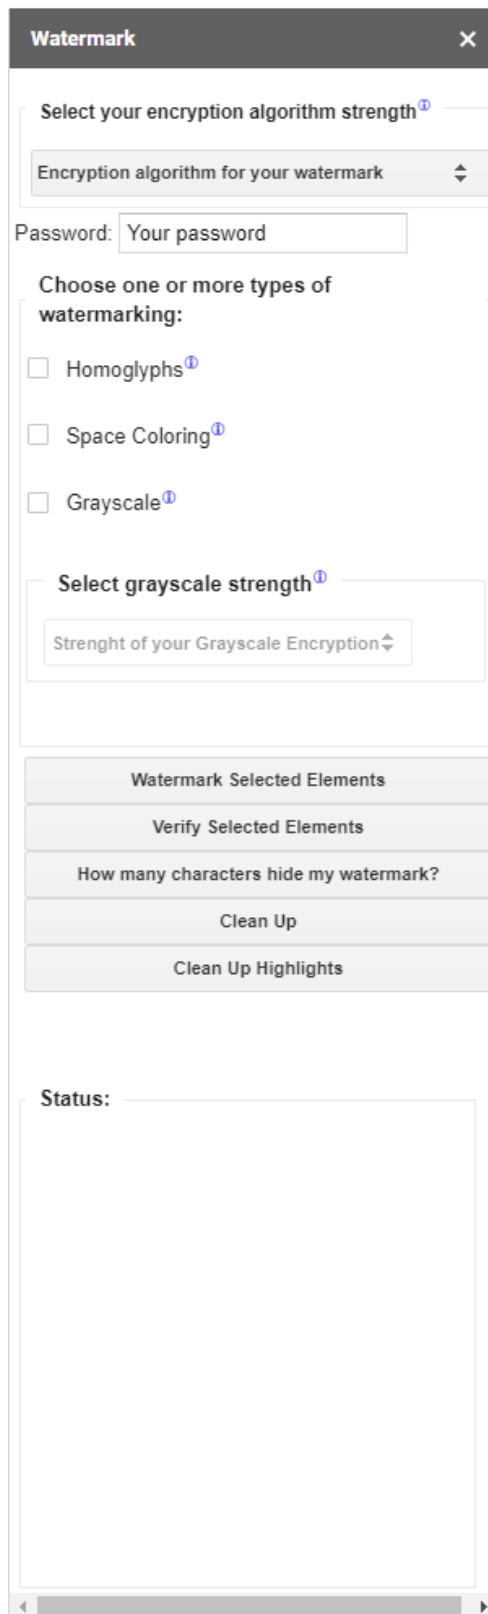 Watermark
Select your encryption algorithm strength
Encryption algorithm for your watermark
Password: Your password
Choose one or more types of
watermarking:
Homoglyphs
Space Coloring
Grayscale
Select grayscale strength
Strenght of your Grayscale Encryption
Watermark Selected Elements
Verify Selected Elements
How many characters hide my watermark?
Clean Up
Clean Up Highlights
Status: